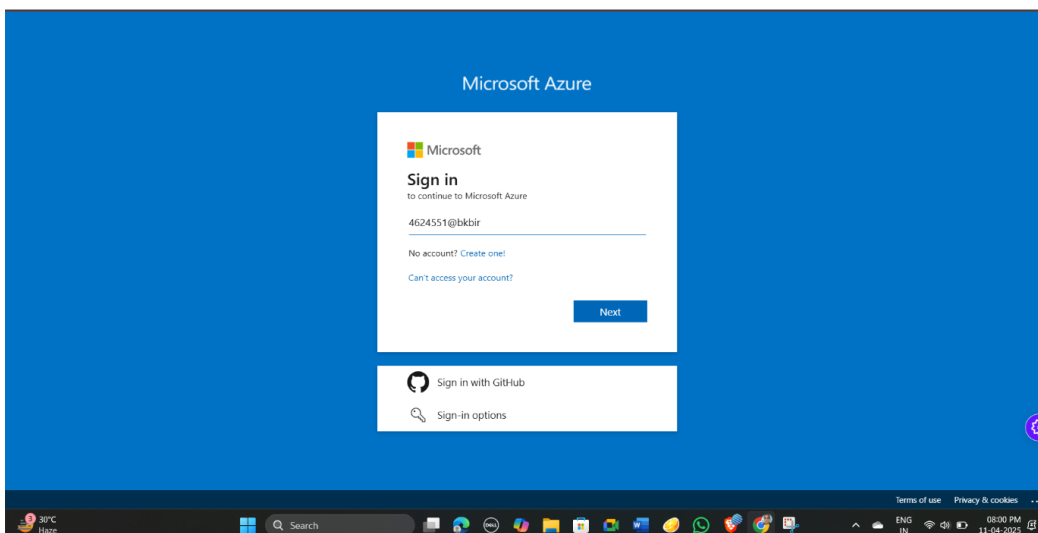 Microsoft Azure
Microsoft
Sign in
to continue to Microsoft Azure
4624551@bkbir
No account? Create one!
Can't access your account?
Next
Sign in with GitHub
Sign-in options
Terms of use Privacy & cookies ...
3
30°C
Haze
Search
DELL
W
ENG
IN
08:00 PM
11-04-2025